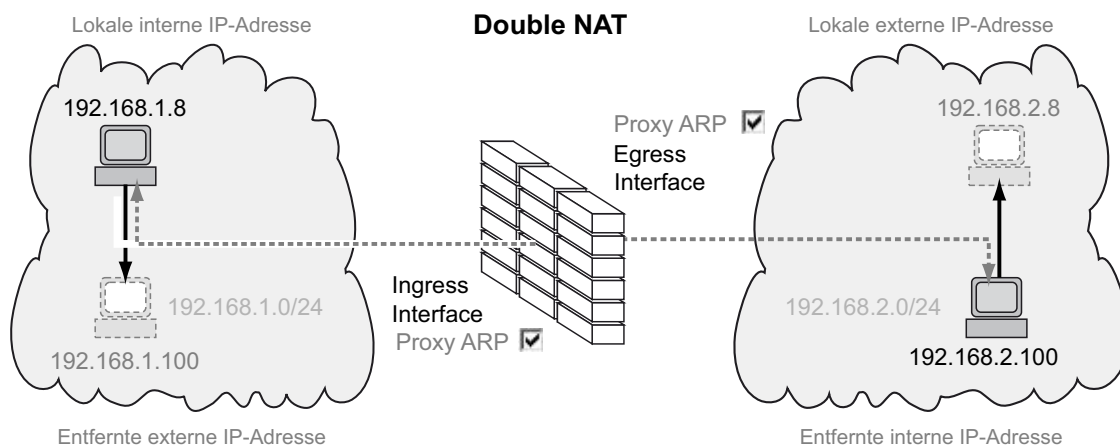 Lokale interne IP-Adresse
Double NAT
Lokale externe IP-Adresse
192.168.1.8
192.168.2.8
Proxy ARP
Egress
Interface
Ingress
Interface
Proxy ARP
192.168.1.0/24
192.168.2.0/24
192.168.1.100
192.168.2.100
Entfernte externe IP-Adresse
Entfernte interne IP-Adresse